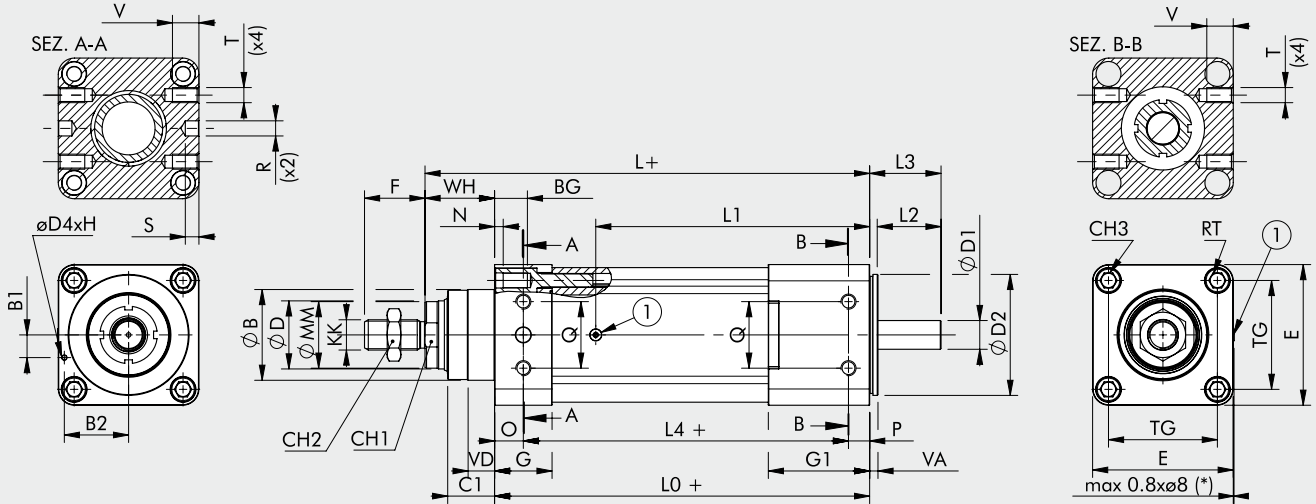 V
SEZ. A-A
T
(x4)
R
(x2)
S
øD4xH
B1
B2
L+
L3
F
WH
BG
N
A
L1
B
L2
ØD1
ØB
ØD
ØMM
KK
Q
1
Q
ØD2
CH2
CH1
A
O
L4 +
B
P
VD
G
G1
VA
C1
L0 +
V
SEZ. B-B
T
(x4)
CH3
RT
1
TG
E
TG
E
max 0.8xø8 (*)